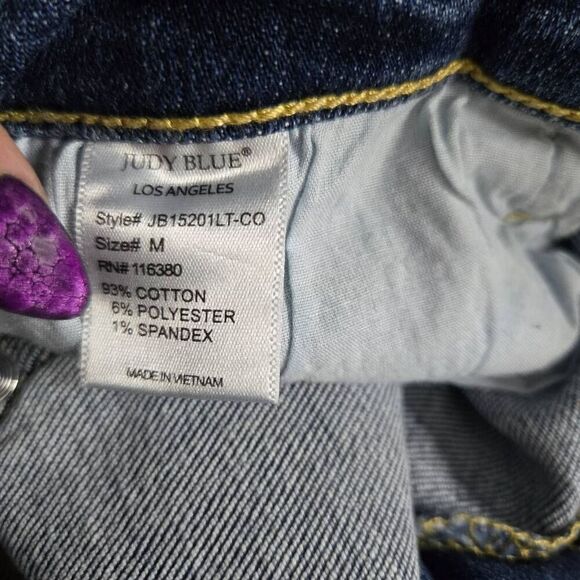 JUDY BLUE®
LOS ANGELES
Style# JB15201LT-CO
Size# M
RN# 116380
93% COTTON
6% POLYESTER
1% SPANDEX
MADE IN VIETNAM